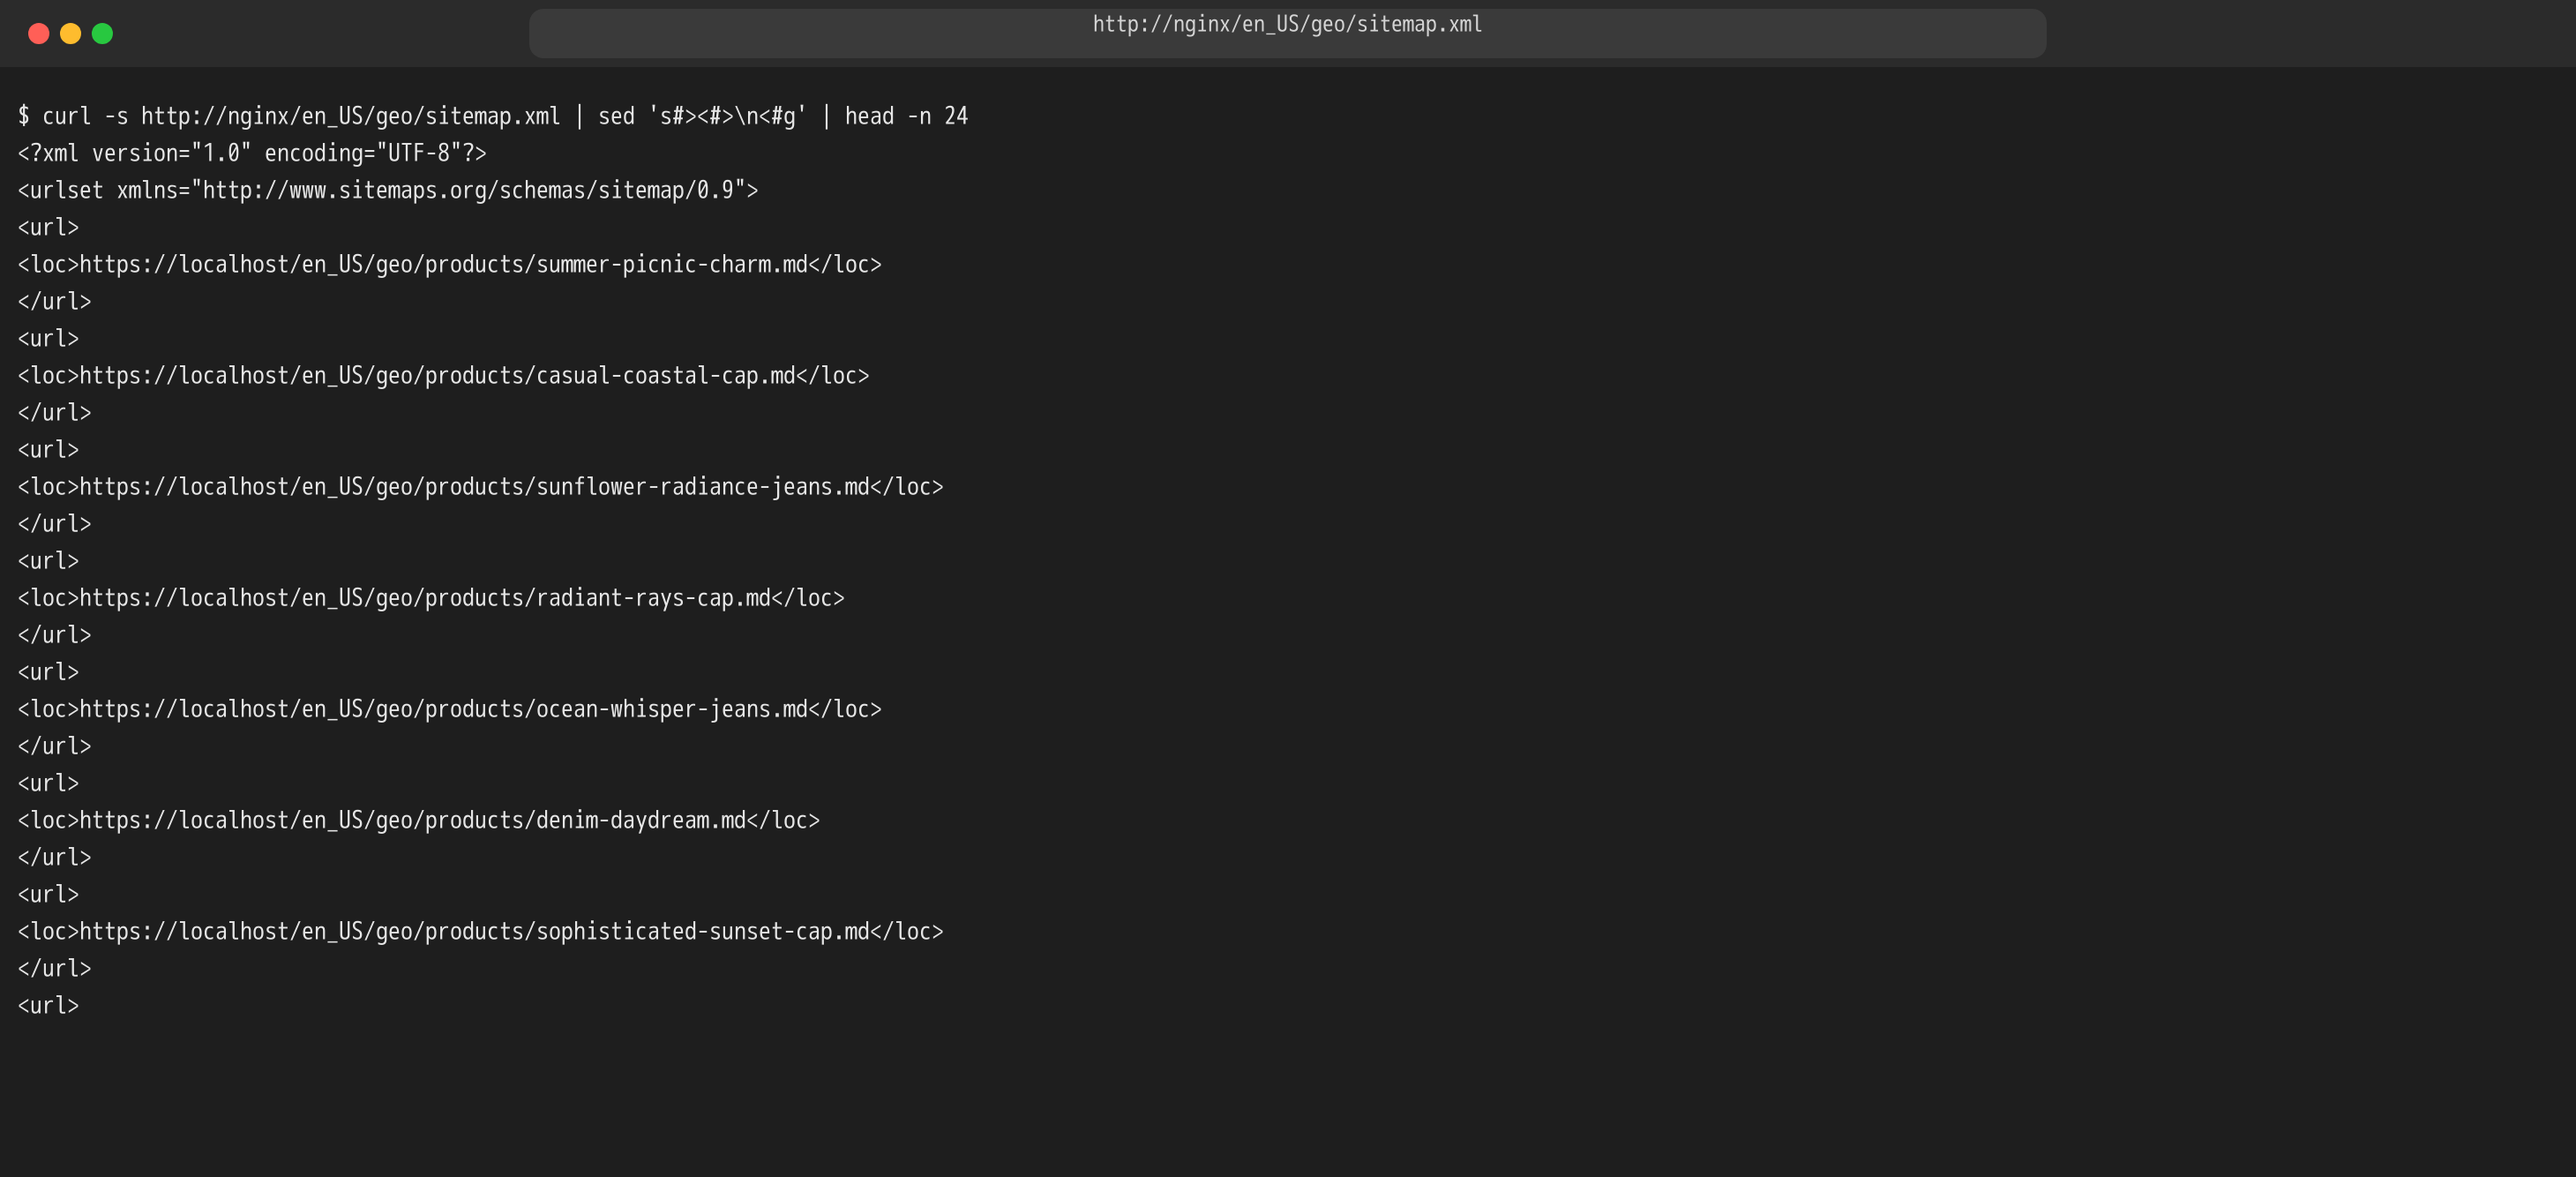 http://nginx/en_US/geo/sitemap.xml
$ curl -s http://nginx/en_US/geo/sitemap.xml | sed 's#><#>\n<#g' | head -n 24
<?xml version="1.0" encoding="UTF-8"?>
<urlset xmlns="http://www.sitemaps.org/schemas/sitemap/0.9">
<url>
<loc>https://localhost/en_US/geo/products/summer-picnic-charm.md</loc>
</url>
<url>
<loc>https://localhost/en_US/geo/products/casual-coastal-cap.md</loc>
</url>
<url>
<loc>https://localhost/en_US/geo/products/sunflower-radiance-jeans.md</loc>
</url>
<url>
<loc>https://localhost/en_US/geo/products/radiant-rays-cap.md</loc>
</url>
<url>
<loc>https://localhost/en_US/geo/products/ocean-whisper-jeans.md</loc>
</url>
<url>
<loc>https://localhost/en_US/geo/products/denim-daydream.md</loc>
</url>
<url>
<loc>https://localhost/en_US/geo/products/sophisticated-sunset-cap.md</loc>
</url>
<url>